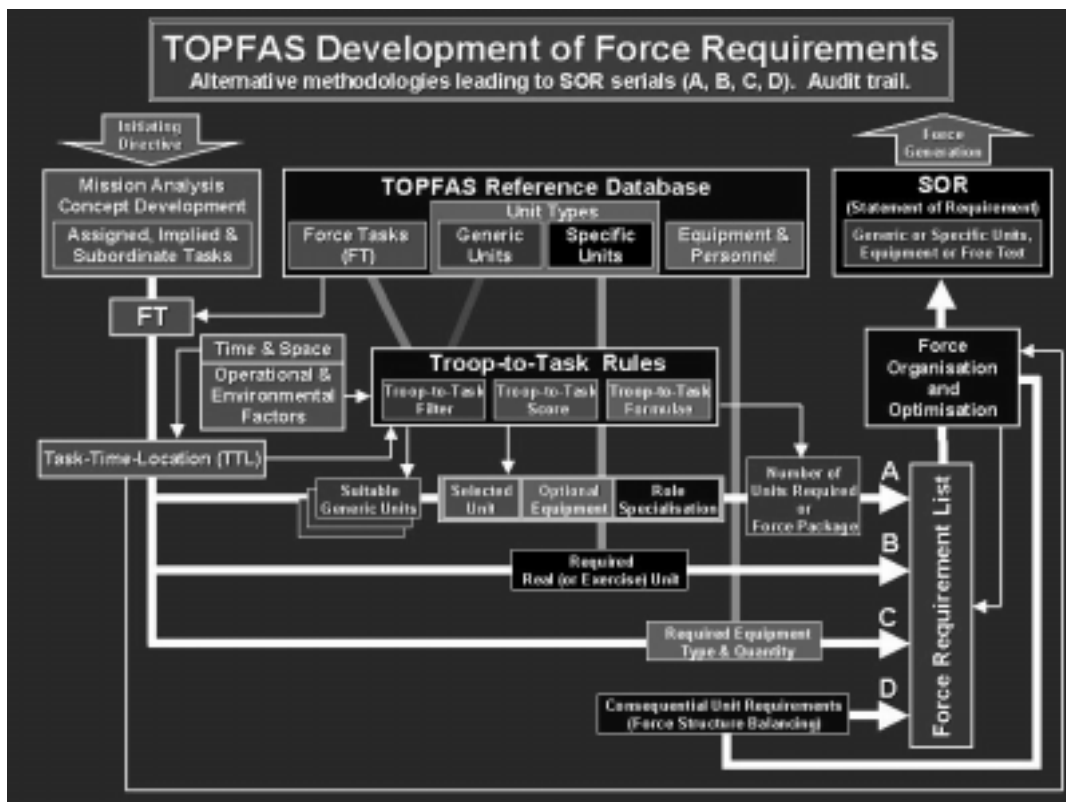 TOPFAS Development of Force Requirements
Alternative methodologies leading to SOR serials (A, B, C, D).  Audit trail.
Initiating
Directive
Force
Generation
Mission Analysis
Concept Development
Assigned, Implied &
Subordinate Tasks
TOPFAS Reference Database
Unit Types
Force Tasks
(FT)
Generic
Units
Specific
Units
Equipment &
Personnel
SOR
(Statement of Requirement)
Generic or Specific Units,
Equipment or Free Text
FT
Time & Space
Operational &
Environmental
Factors
Troop-to-Task Rules
Troop-to-Task
Filter
Troop-to-Task
Score
Troop-to-Task
Formulae
Force
Organisation
and
Optimisation
Task-Time-Location (TTL)
Suitable
Generic Units
Selected
Unit
Optional
Equipment
Role
Specialisation
Number of
Units Required
or
Force Package
A
B
C
D
Force Requirement List
Required
Real (or Exercise) Unit
Required Equipment
Type & Quantity
Consequential Unit Requirements
(Force Structure Balancing)